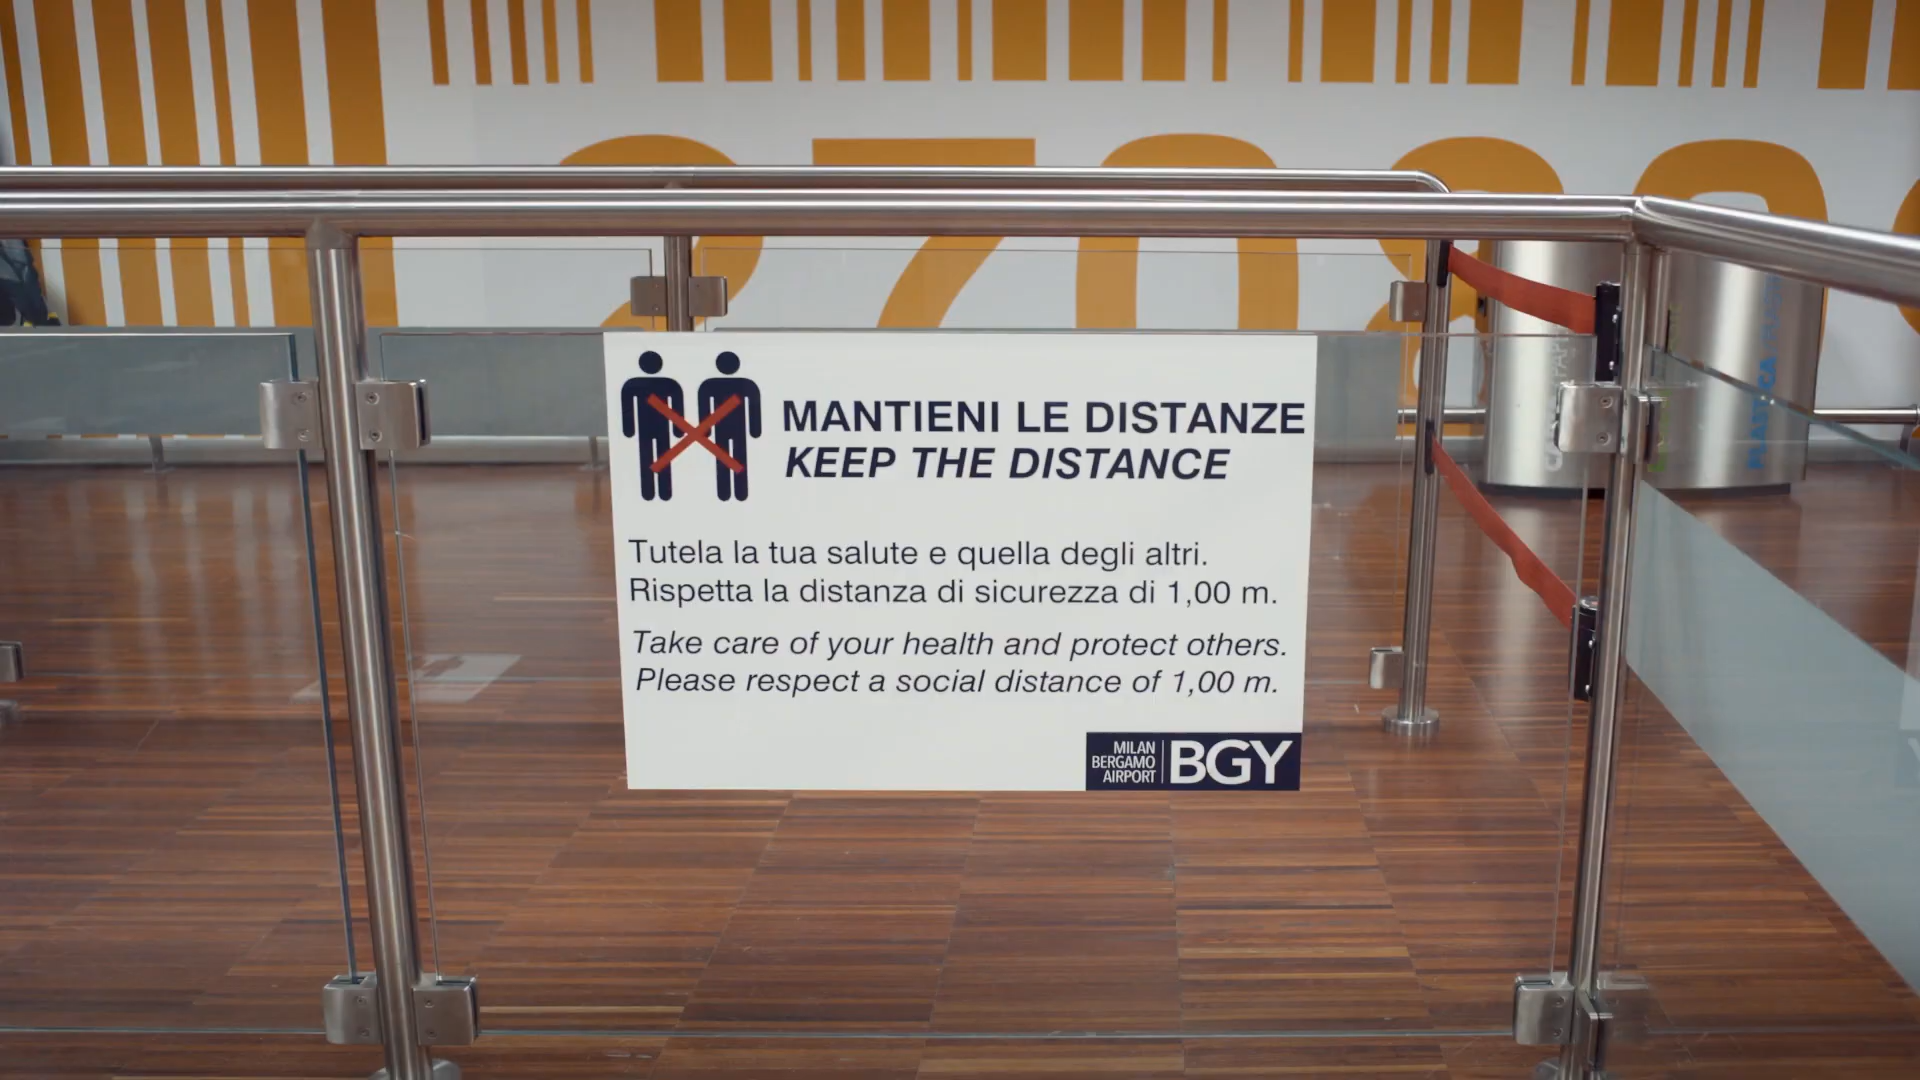 MANTIENI LE DISTANZE
KEEP THE DISTANCE
Tutela la tua salute e quella degli altri.
Rispetta la distanza di sicurezza di 1,00 m.
Take care of your health and protect others.
Please respect a social distance of 1,00 m.
MILAN
BERGAMO
AIRPORT
BGY
PLASTICA